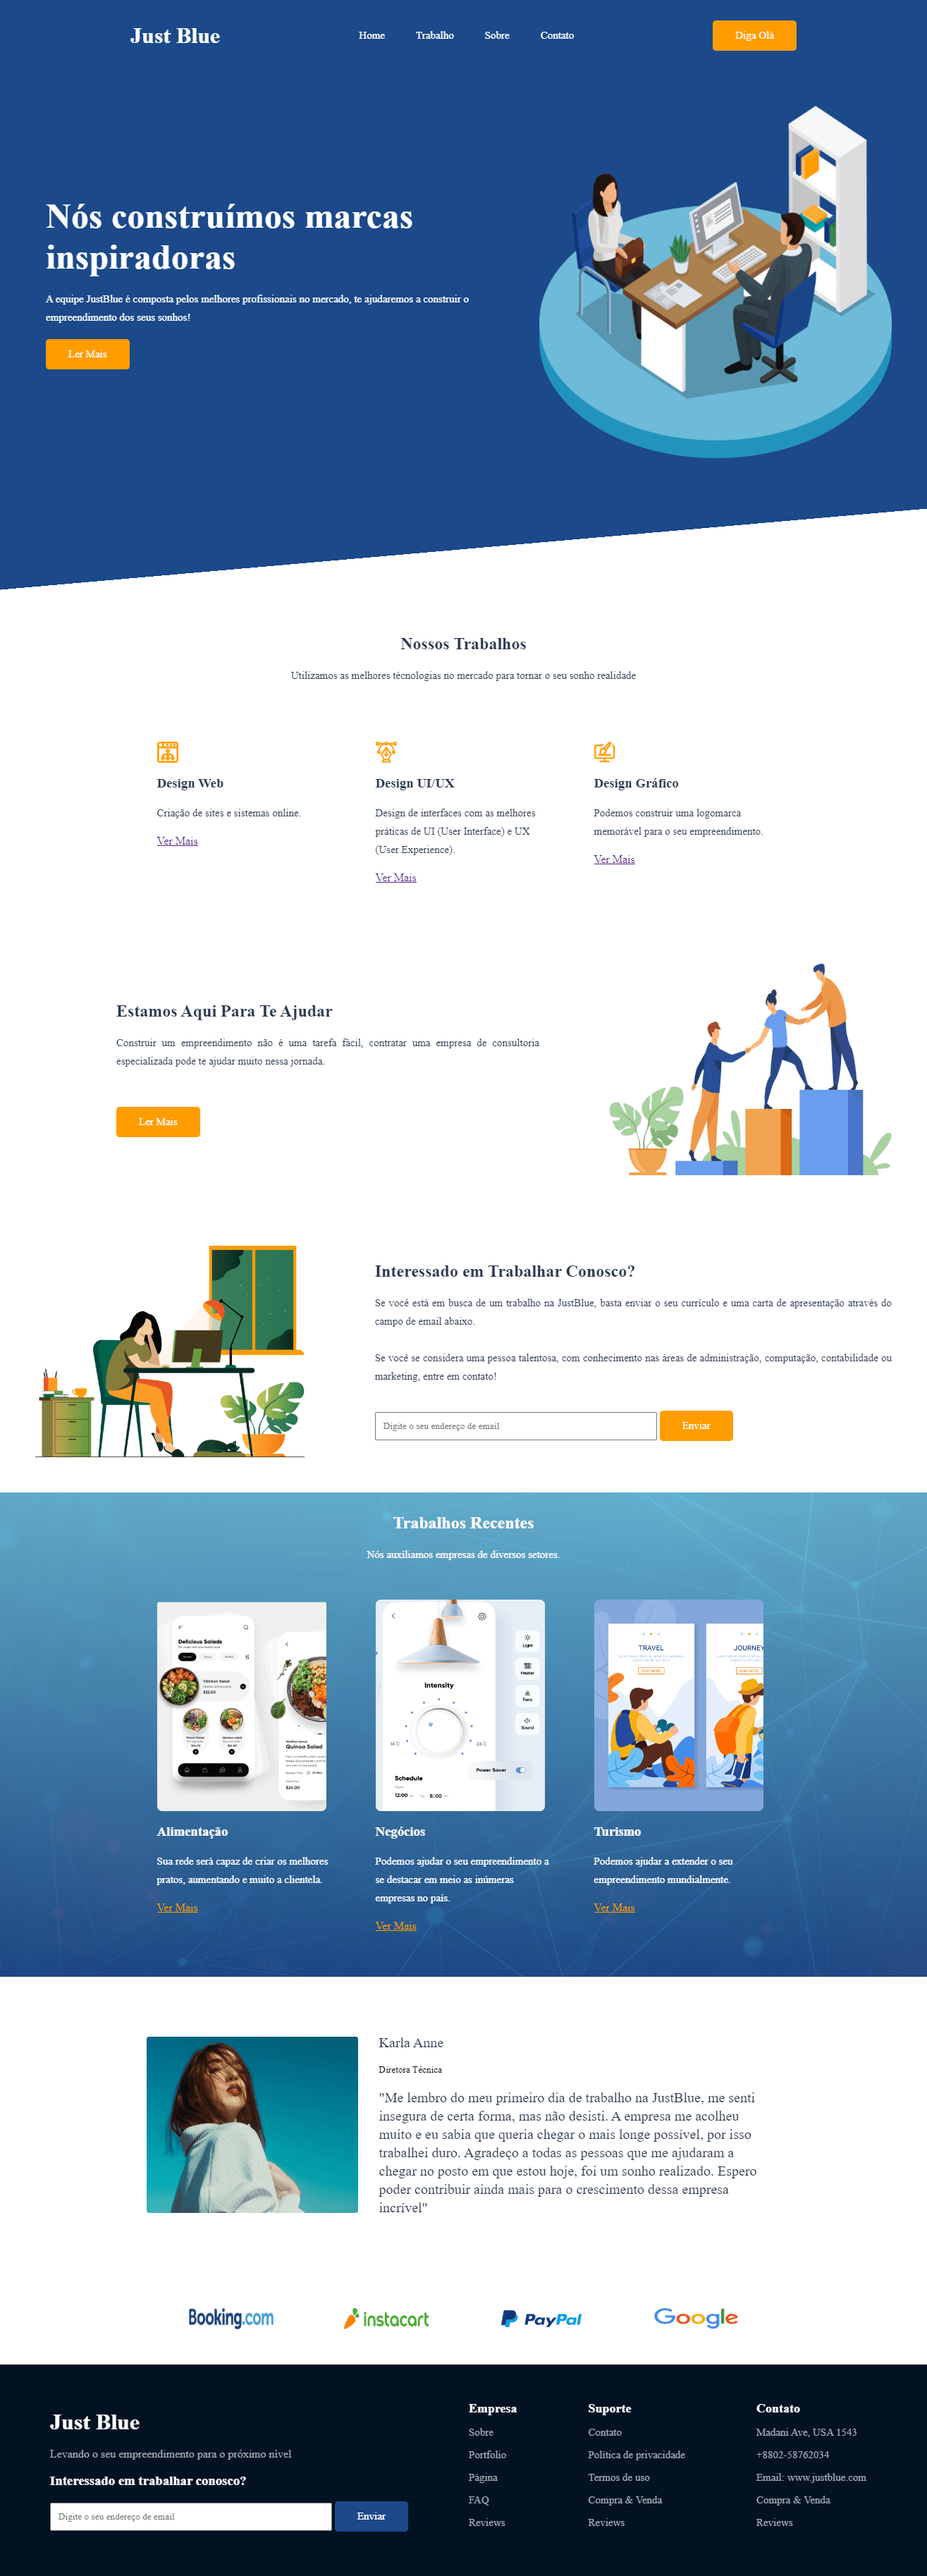 Just Blue
Home
Trabalho
Sobre
Contato
Diga Olá
Nós construímos marcas
inspiradoras
A equipe JustBlue é composta pelos melhores profissionais no mercado, te ajudaremos a construir o
empreendimento dos seus sonhos!
Ler Mais
Nossos Trabalhos
Utilizamos as melhores técnologias no mercado para tornar o seu sonho realidade
Design Web
Criação de sites e sistemas online.
Ver Mais
Design UI/UX
Design de interfaces com as melhores
práticas de UI (User Interface) e UX
(User Experience).
Ver Mais
Design Gráfico
Podemos construir uma logomarca
memorável para o seu empreendimento.
Ver Mais
Estamos Aqui Para Te Ajudar
Construir um empreendimento não é uma tarefa fácil, contratar uma empresa de consultoria
especializada pode te ajudar muito nessa jornada.
Ler Mais
Interessado em Trabalhar Conosco?
Se você está em busca de um trabalho na JustBlue, basta enviar o seu currículo e uma carta de apresentação através do
campo de email abaixo.
Se você se considera uma pessoa talentosa, com conhecimento nas áreas de administração, computação, contabilidade ou
marketing, entre em contato!
Digite o seu endereço de email
Enviar
Trabalhos Recentes
Nós auxíliamos empresas de diversos setores.
Delicious Salads
Chicken Salad
Quinoa Salad
$24.00
Intensity
Light
Heater
Fans
Sound
Power Saver
Schedule
12:00
5:00
TRAVEL
JOURNEY
Alimentação
Sua rede será capaz de criar os melhores
pratos, aumentando e muito a clientela.
Ver Mais
Negócios
Podemos ajudar o seu empreendimento a
se destacar em meio as inúmeras
empresas no país.
Ver Mais
Turismo
Podemos ajudar a extender o seu
empreendimento mundialmente.
Ver Mais
Karla Anne
Diretora Técnica
"Me lembro do meu primeiro dia de trabalho na JustBlue, me senti
insegura de certa forma, mas não desisti. A empresa me acolheu
muito e eu sabia que queria chegar o mais longe possível, por isso
trabalhei duro. Agradeço a todas as pessoas que me ajudaram a
chegar no posto em que estou hoje, foi um sonho realizado. Espero
poder contribuir ainda mais para o crescimento dessa empresa
incrível"
Booking.com
instacart
PayPal
Google
Just Blue
Levando o seu empreendimento para o próximo nível
Interessado em trabalhar conosco?
Digite o seu endereço de email
Enviar
Empresa
Sobre
Portfolio
Página
FAQ
Reviews
Suporte
Contato
Política de privacidade
Termos de uso
Compra & Venda
Reviews
Contato
Madani Ave, USA 1543
+8802-58762034
Email: www.justblue.com
Compra & Venda
Reviews